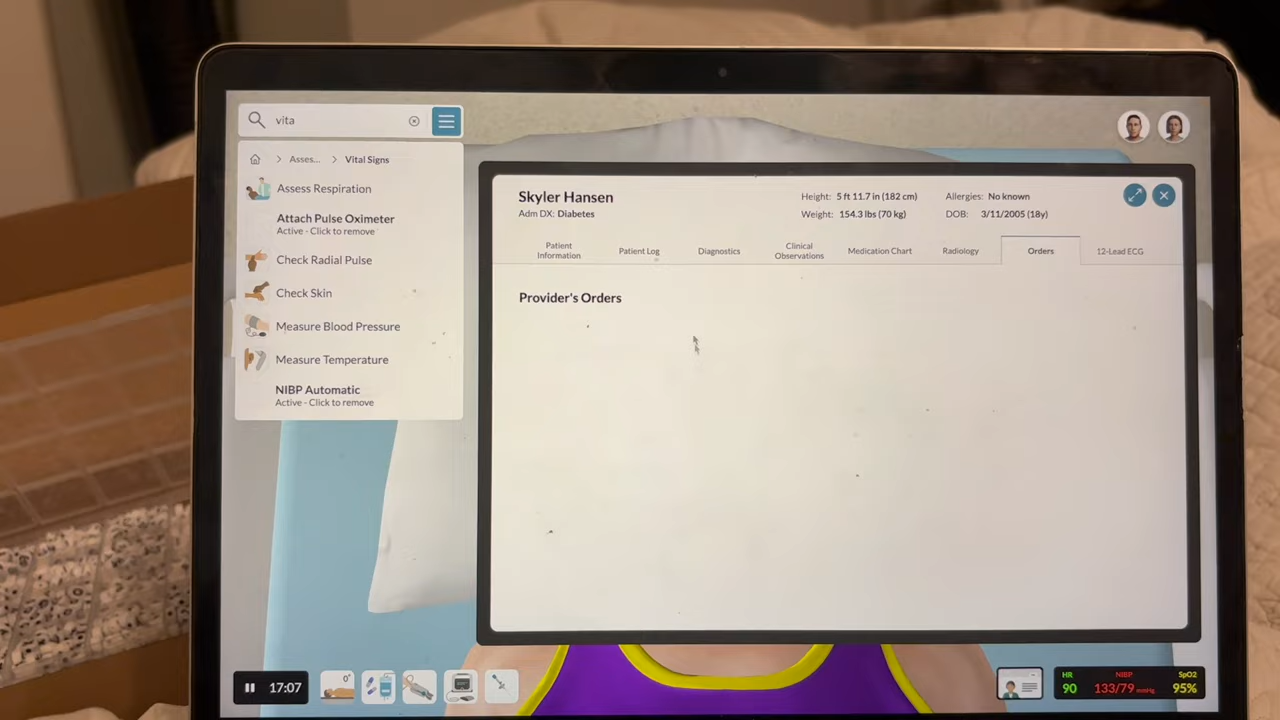 vita
Asses... > Vital Signs
Assess Respiration
Attach Pulse Oximeter
Active - Click to remove
Check Radial Pulse
Check Skin
Measure Blood Pressure
Measure Temperature
NIBP Automatic
Active - Click to remove
Skyler Hansen
Adm DX: Diabetes
Height: 5 ft 11.7 in (182 cm)
Weight: 154.3 lbs (70 kg)
Allergies: No known
DOB: 3/11/2005 (18y)
Patient Information
Patient Log
Diagnostics
Clinical Observations
Medication Chart
Radiology
Orders
12-Lead ECG
Provider's Orders
17:07
HR
90
NIBP
133/79 mmHg
SpO2
95%